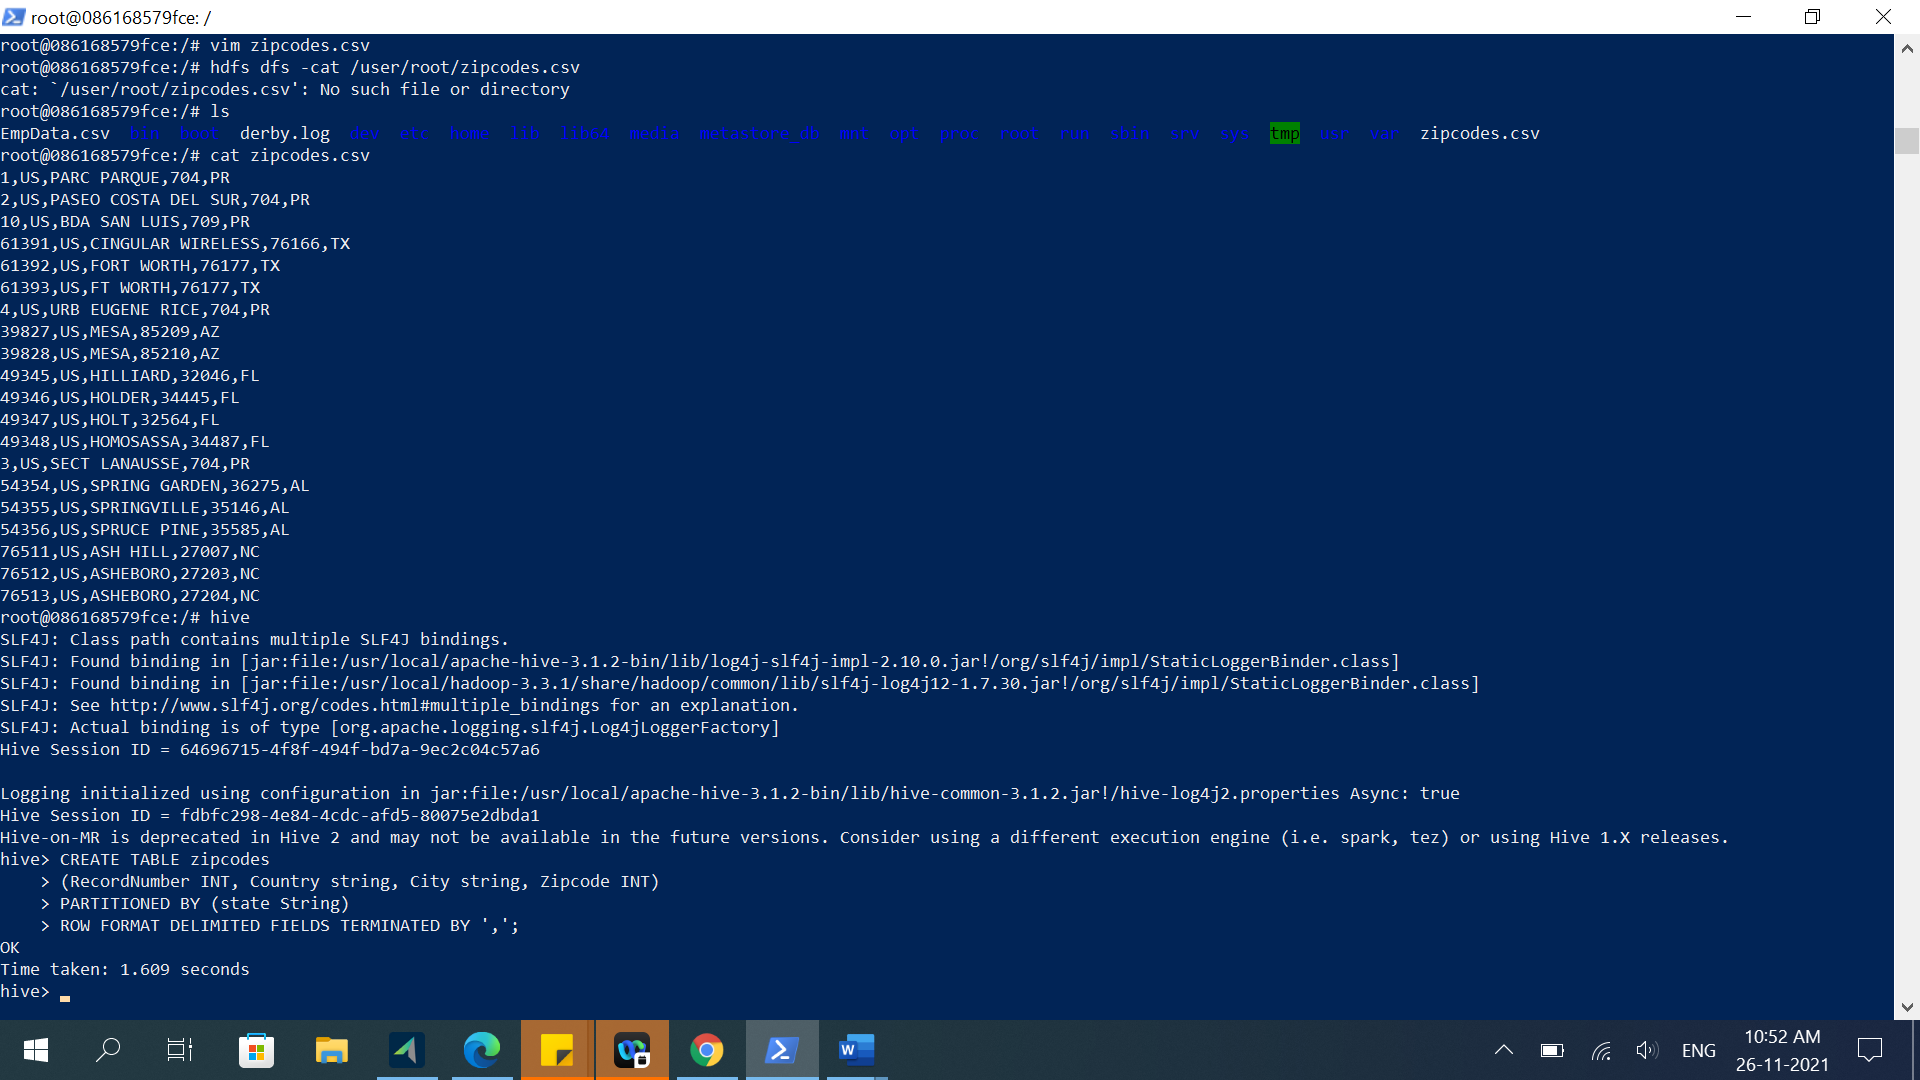 root@086168579fce: /
root@086168579fce:/# vim zipcodes.csv
root@086168579fce:/# hdfs dfs -cat /user/root/zipcodes.csv
cat: `/user/root/zipcodes.csv': No such file or directory
root@086168579fce:/# ls
EmpData.csv bin boot derby.log dev etc home lib lib64 media metastore_db mnt opt proc root run sbin srv sys tmp usr var zipcodes.csv
root@086168579fce:/# cat zipcodes.csv
1,US,PARC PARQUE,704,PR
2,US,PASEO COSTA DEL SUR,704,PR
10,US,BDA SAN LUIS,709,PR
61391,US,CINGULAR WIRELESS,76166,TX
61392,US,FORT WORTH,76177,TX
61393,US,FT WORTH,76177,TX
4,US,URB EUGENE RICE,704,PR
39827,US,MESA,85209,AZ
39828,US,MESA,85210,AZ
49345,US,HILLIARD,32046,FL
49346,US,HOLDER,34445,FL
49347,US,HOLT,32564,FL
49348,US,HOMOSASSA,34487,FL
3,US,SECT LANAUSSE,704,PR
54354,US,SPRING GARDEN,36275,AL
54355,US,SPRINGVILLE,35146,AL
54356,US,SPRUCE PINE,35585,AL
76511,US,ASH HILL,27007,NC
76512,US,ASHEBORO,27203,NC
76513,US,ASHEBORO,27204,NC
root@086168579fce:/# hive
SLF4J: Class path contains multiple SLF4J bindings.
SLF4J: Found binding in [jar:file:/usr/local/apache-hive-3.1.2-bin/lib/log4j-slf4j-impl-2.10.0.jar!/org/slf4j/impl/StaticLoggerBinder.class]
SLF4J: Found binding in [jar:file:/usr/local/hadoop-3.3.1/share/hadoop/common/lib/slf4j-log4j12-1.7.30.jar!/org/slf4j/impl/StaticLoggerBinder.class]
SLF4J: See http://www.slf4j.org/codes.html#multiple_bindings for an explanation.
SLF4J: Actual binding is of type [org.apache.logging.slf4j.Log4jLoggerFactory]
Hive Session ID = 64696715-4f8f-494f-bd7a-9ec2c04c57a6
Logging initialized using configuration in jar:file:/usr/local/apache-hive-3.1.2-bin/lib/hive-common-3.1.2.jar!/hive-log4j2.properties Async: true
Hive Session ID = fdbfc298-4e84-4cdc-afd5-80075e2dbda1
Hive-on-MR is deprecated in Hive 2 and may not be available in the future versions. Consider using a different execution engine (i.e. spark, tez) or using Hive 1.X releases.
hive> CREATE TABLE zipcodes
> (RecordNumber INT, Country string, City string, Zipcode INT)
> PARTITIONED BY (state String)
> ROW FORMAT DELIMITED FIELDS TERMINATED BY ',';
OK
Time taken: 1.609 seconds
hive>
ENG
10:52 AM
26-11-2021